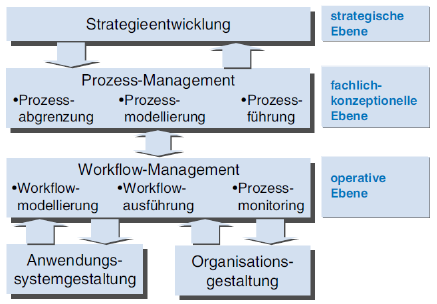 Strategieentwicklung
strategische
Ebene
Prozess-Management
•Prozess-
abgrenzung
•Prozess-
modellierung
•Prozess-
führung
fachlich-
konzeptionelle
Ebene
Workflow-Management
•Workflow-
modellierung
•Workflow-
ausführung
•Prozess-
monitoring
operative
Ebene
Anwendungs-
systemgestaltung
Organisations-
gestaltung